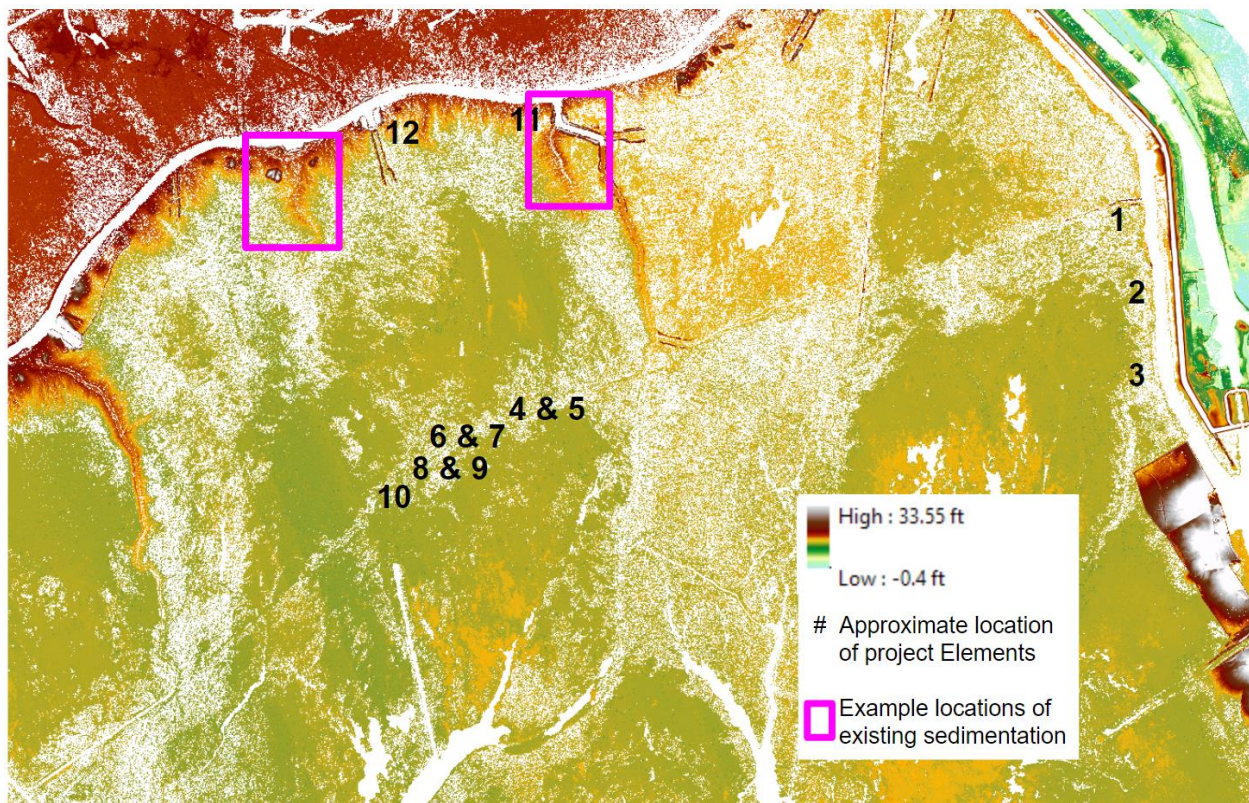 11
12
1
2
3
4 & 5
6 & 7
8 & 9
10
High : 33.55 ft
Low : -0.4 ft
# Approximate location
of project Elements
Example locations of
existing sedimentation